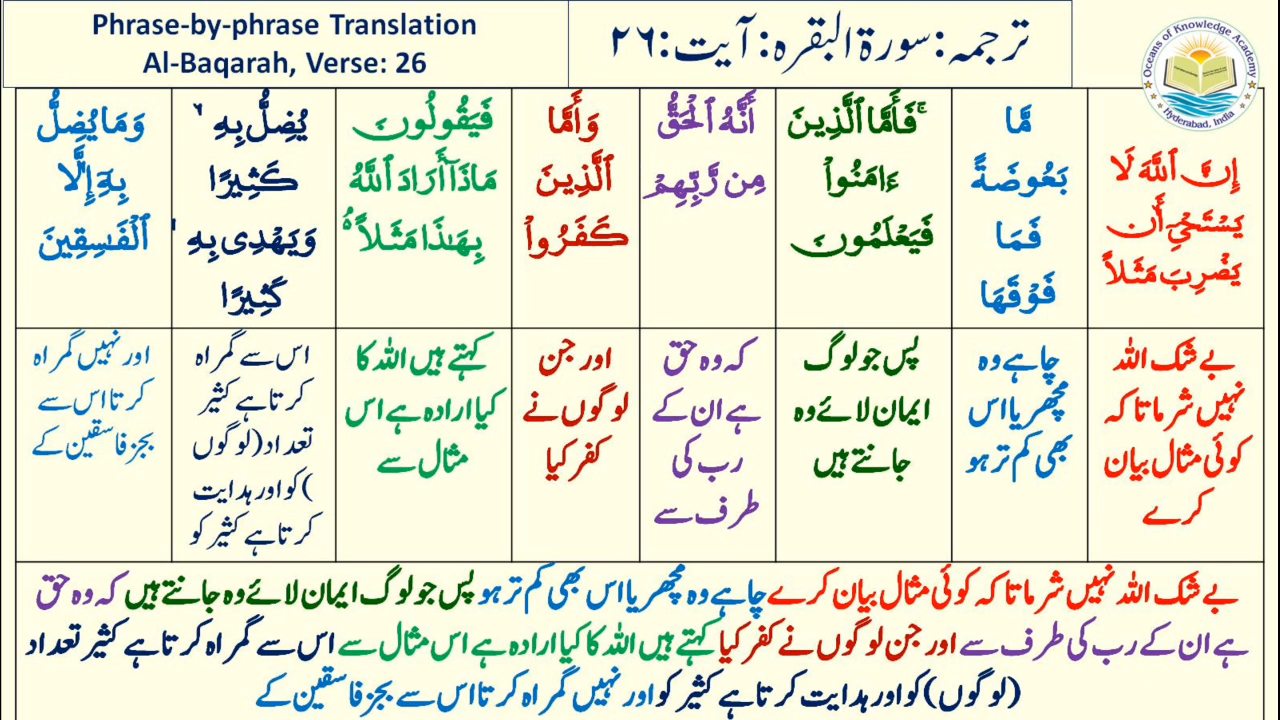 Phrase-by-phrase Translation
Al-Baqarah, Verse: 26
ترجمہ: سورۃ البقرہ: آیت: ٢٦
Oceans of Knowledge Academy
Hyderabad, India
إِنَّ ٱللَّهَ لَا
يَسْتَحْىِۦٓ أَن
يَضْرِبَ مَثَلًا
مَّا
بَعُوضَةً
فَمَا
فَوْقَهَا
ۚ فَأَمَّا ٱلَّذِينَ
ءَامَنُوا۟
فَيَعْلَمُونَ
أَنَّهُ ٱلْحَقُّ
مِن رَّبِّهِمْ
وَأَمَّا
ٱلَّذِينَ
كَفَرُوا۟
فَيَقُولُونَ
مَاذَآ أَرَادَ ٱللَّهُ
بِهَـٰذَا مَثَلًا ۘ
يُضِلُّ بِهِۦ
كَثِيرًا
وَيَهْدِى بِهِۦ
كَثِيرًا
وَمَا يُضِلُّ
بِهِۦٓ إِلَّا
ٱلْفَـٰسِقِينَ
بے شک اللہ
نہیں شرماتا کہ
کوئی مثال بیان
کرے
چاہے وہ
مچھر یا اس
بھی کم تر ہو
پس جو لوگ
ایمان لائے وہ
جانتے ہیں
کہ وہ حق
ہے ان کے
رب کی
طرف سے
اور جن
لوگوں نے
کفر کیا
کہتے ہیں اللہ کا
کیا ارادہ ہے اس
مثال سے
اس سے گمراہ
کرتا ہے کثیر
تعداد (لوگوں
) کو اور ہدایت
کرتا ہے کثیر کو
اور نہیں گمراہ
کرتا اس سے
بجز فاسقین کے
بے شک اللہ نہیں شرماتا کہ کوئی مثال بیان کرے چاہے وہ مچھر یا اس بھی کم تر ہو پس جو لوگ ایمان لائے وہ جانتے ہیں کہ وہ حق
ہے ان کے رب کی طرف سے اور جن لوگوں نے کفر کیا کہتے ہیں اللہ کا کیا ارادہ ہے اس مثال سے اس سے گمراہ کرتا ہے کثیر تعداد
(لوگوں) کو اور ہدایت کرتا ہے کثیر کو اور نہیں گمراہ کرتا اس سے بجز فاسقین کے